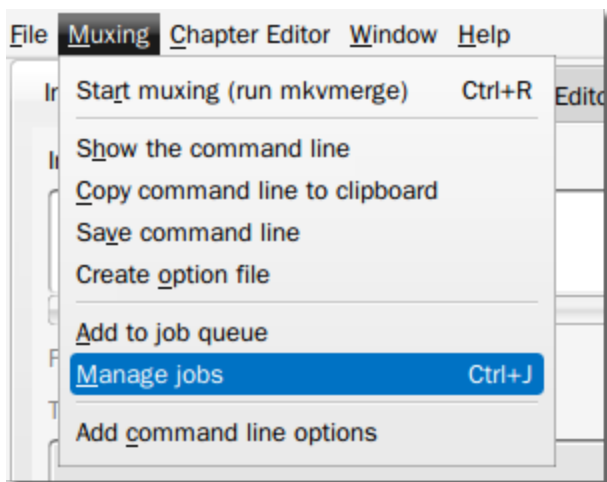 File Muxing Chapter Editor Window Help
Start muxing (run mkvmerge) Ctrl+R
Show the command line
Copy command line to clipboard
Save command line
Create option file
Add to job queue
Manage jobs Ctrl+J
Add command line options